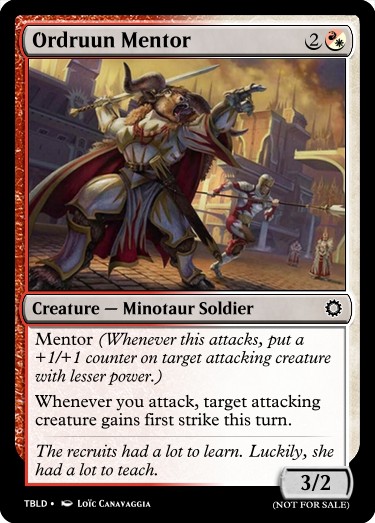 Ordruun Mentor 2
Creature — Minotaur Soldier
Mentor (Whenever this attacks, put a
+1/+1 counter on target attacking creature
with lesser power.)
Whenever you attack, target attacking
creature gains first strike this turn.
The recruits had a lot to learn. Luckily, she
had a lot to teach.
3/2
TBLD • Loïc Canavaggia
(NOT FOR SALE)